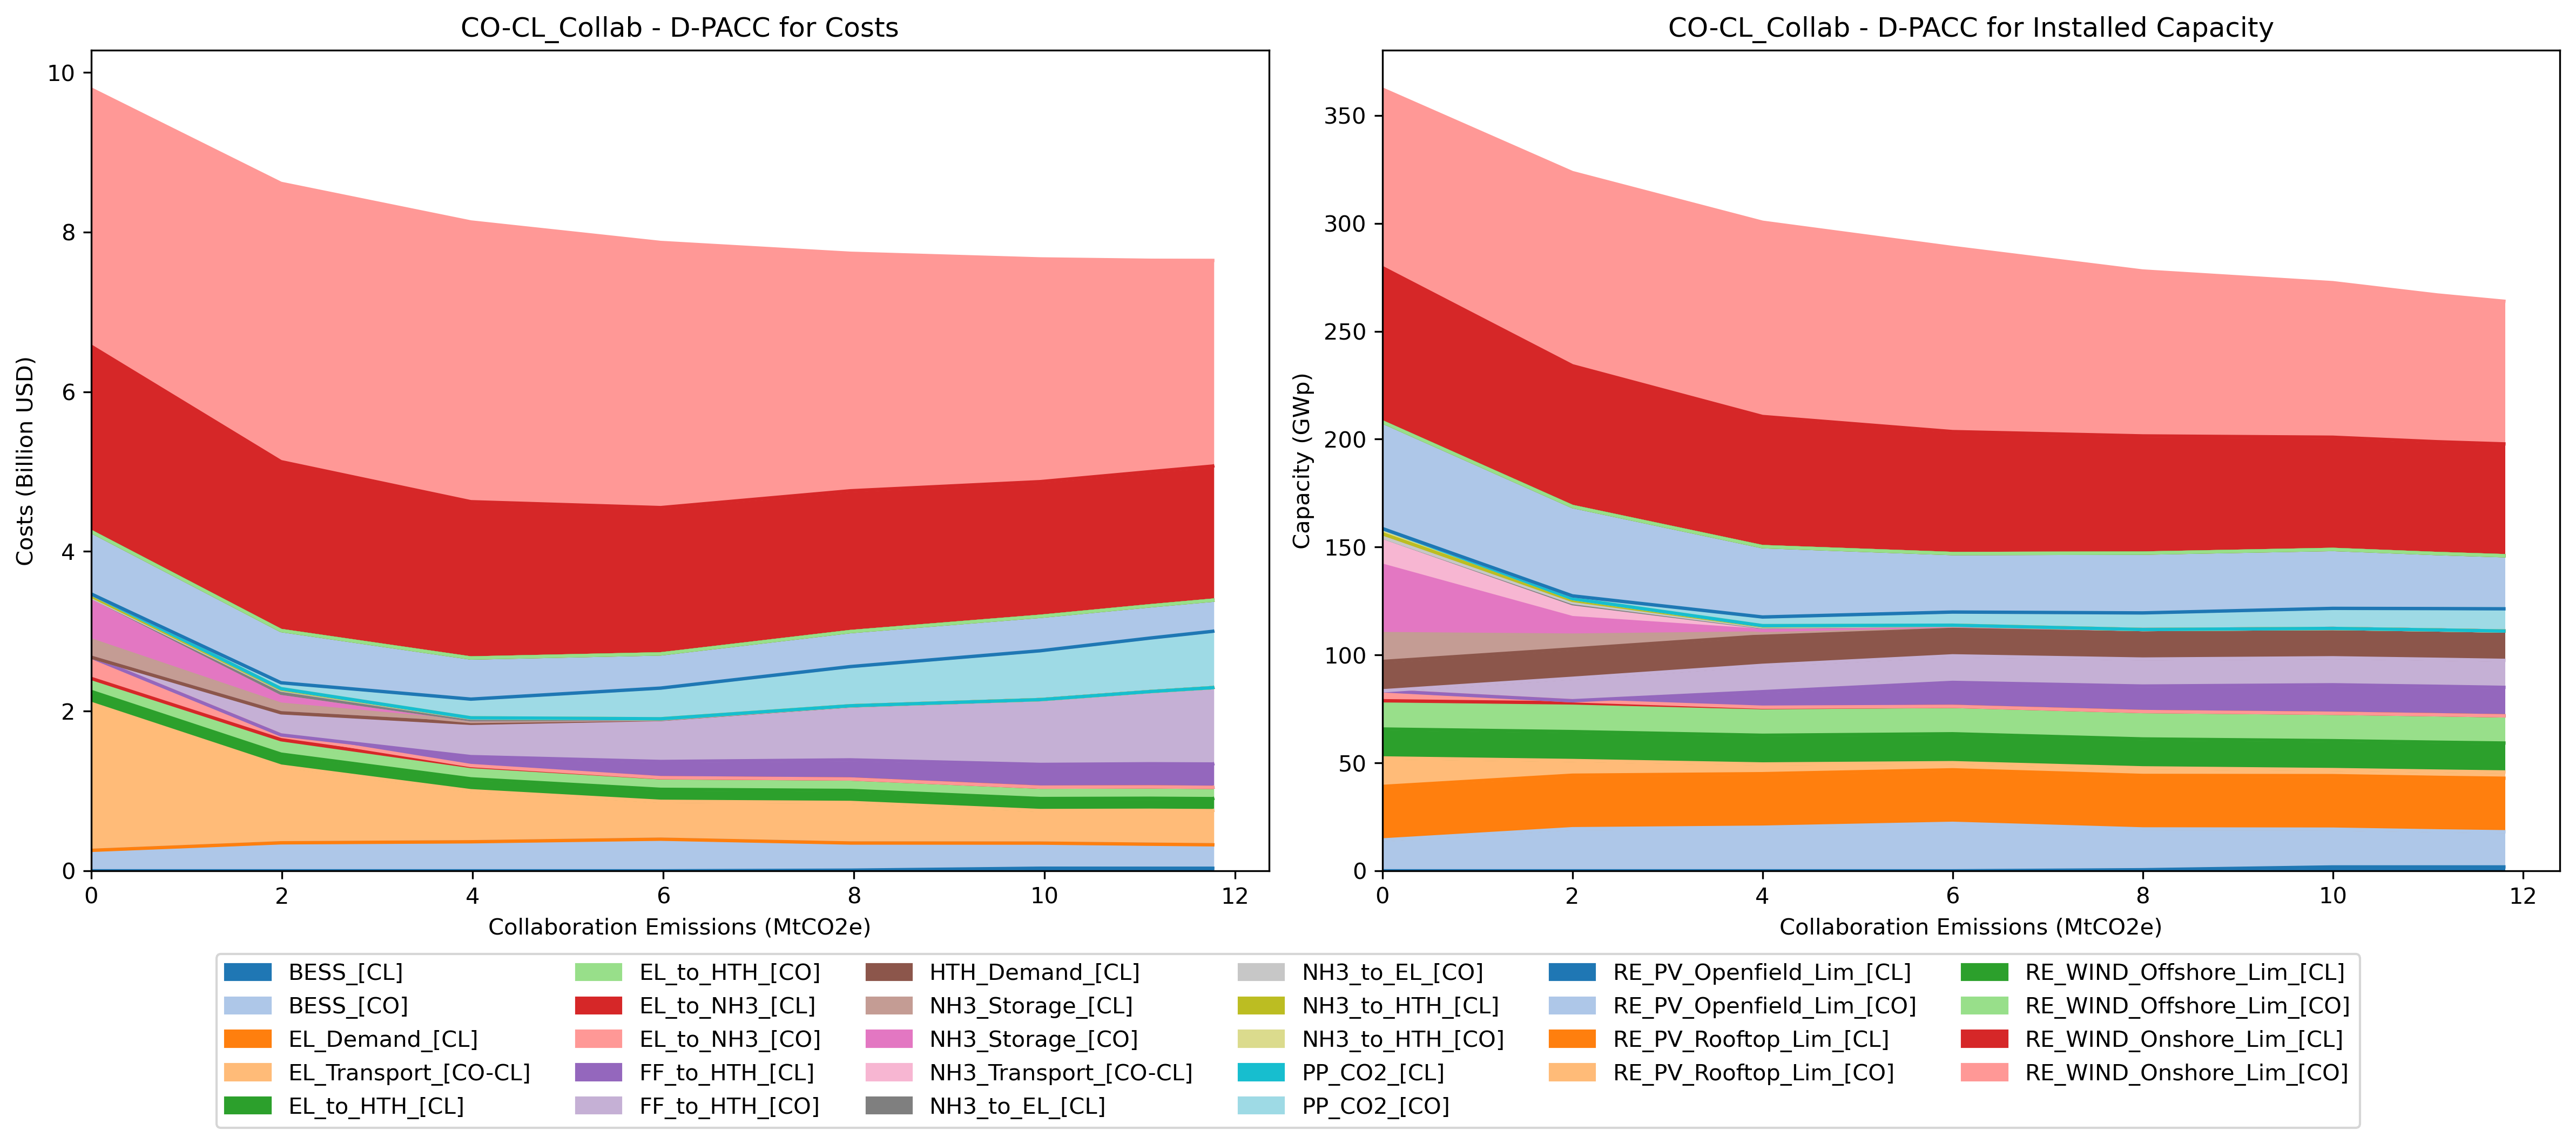 CO-CL_Collab - D-PACC for Costs
Costs (Billion USD)
10
8
6
4
2
0
0 2 4 6 8 10 12
Collaboration Emissions (MtCO2e)
CO-CL_Collab - D-PACC for Installed Capacity
Capacity (GWp)
350
300
250
200
150
100
50
0
0 2 4 6 8 10 12
Collaboration Emissions (MtCO2e)
BESS_[CL]
BESS_[CO]
EL_Demand_[CL]
EL_Transport_[CO-CL]
EL_to_HTH_[CL]
EL_to_HTH_[CO]
EL_to_NH3_[CL]
EL_to_NH3_[CO]
FF_to_HTH_[CL]
FF_to_HTH_[CO]
HTH_Demand_[CL]
NH3_Storage_[CL]
NH3_Storage_[CO]
NH3_Transport_[CO-CL]
NH3_to_EL_[CL]
NH3_to_EL_[CO]
NH3_to_HTH_[CL]
NH3_to_HTH_[CO]
PP_CO2_[CL]
PP_CO2_[CO]
RE_PV_Openfield_Lim_[CL]
RE_PV_Openfield_Lim_[CO]
RE_PV_Rooftop_Lim_[CL]
RE_PV_Rooftop_Lim_[CO]
RE_WIND_Offshore_Lim_[CL]
RE_WIND_Offshore_Lim_[CO]
RE_WIND_Onshore_Lim_[CL]
RE_WIND_Onshore_Lim_[CO]